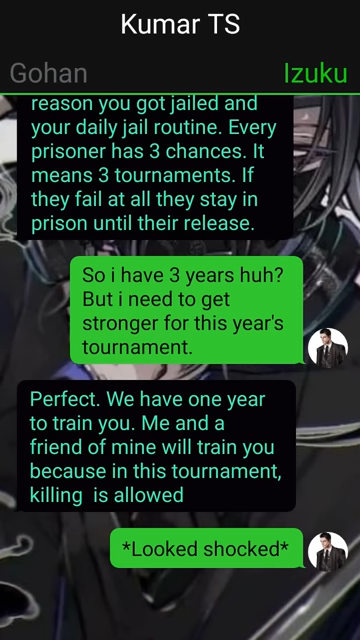 Kumar TS
Gohan
Izuku
reason you got jailed and
your daily jail routine. Every
prisoner has 3 chances. It
means 3 tournaments. If
they fail at all they stay in
prison until their release.
So i have 3 years huh?
But i need to get
stronger for this year's
tournament.
Perfect. We have one year
to train you. Me and a
friend of mine will train you
because in this tournament,
killing  is allowed
*Looked shocked*